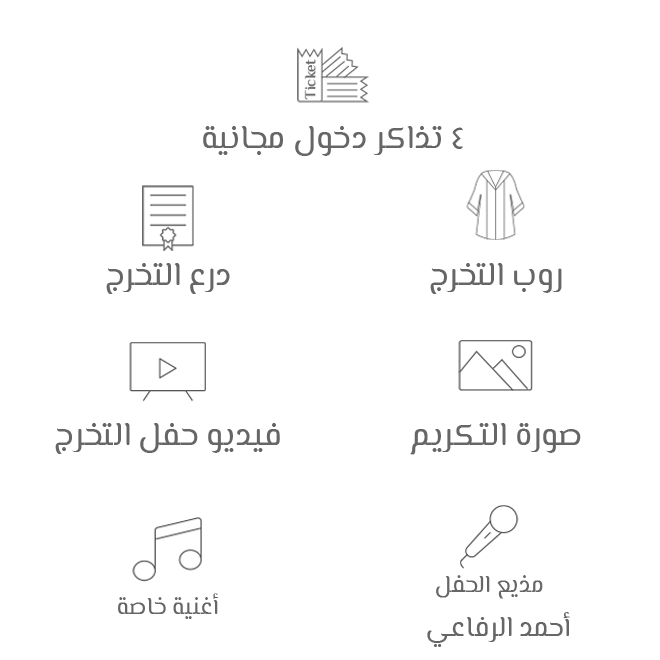 Ticket
٤ تذاكر دخول مجانية
روب التخرج
درع التخرج
صورة التكريم
فيديو حفل التخرج
مذيع الحفل
أحمد الرفاعي
أغنية خاصة